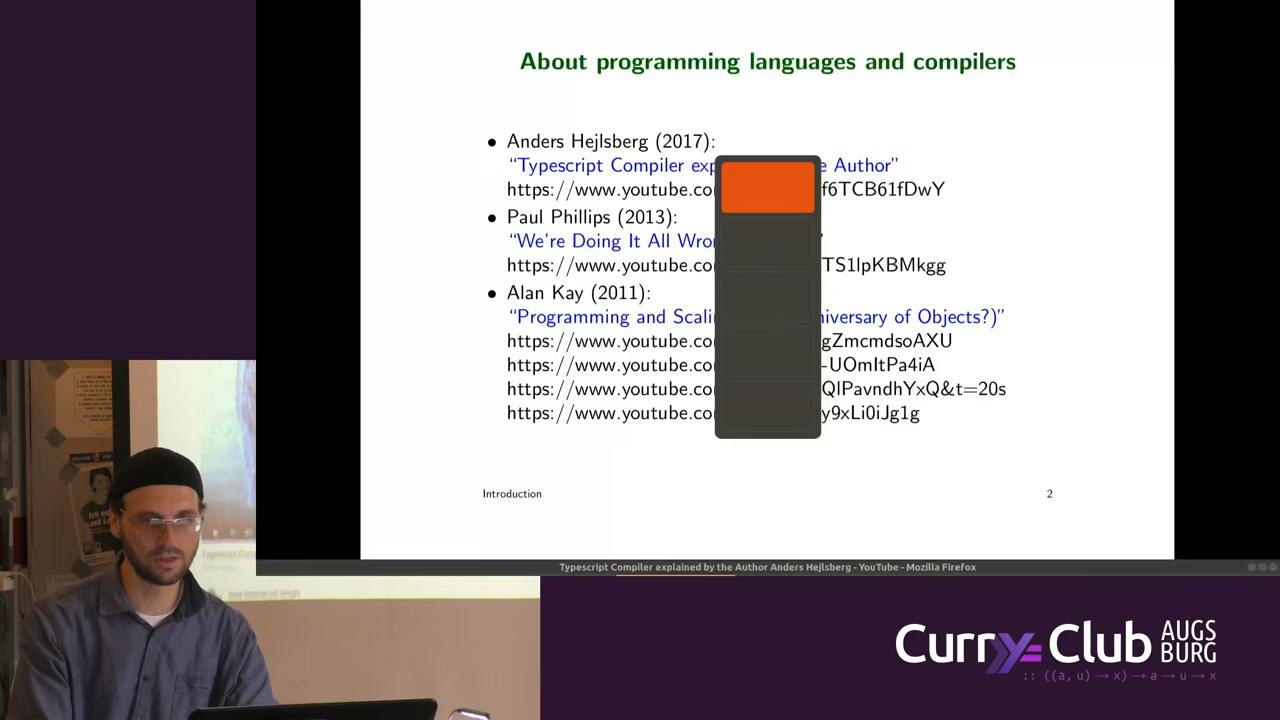 About programming languages and compilers
• Anders Hejlsberg (2017):
“Typescript Compiler exp e Author”
https://www.youtube.co f6TCB61fDwY
• Paul Phillips (2013):
“We’re Doing It All Wro ”
https://www.youtube.co TS1lpKBMkgg
• Alan Kay (2011):
“Programming and Scali niversary of Objects?)”
https://www.youtube.co gZmcmdsoAXU
https://www.youtube.co -UOmItPa4iA
https://www.youtube.co QlPavndhYxQ&t=20s
https://www.youtube.co y9xLi0iJg1g
Introduction 2
Typescript Compiler explained by the Author Anders Hejlsberg - YouTube - Mozilla Firefox
Curry Club AUGS
BURG
:: ((a, u) → x) → a → u → x